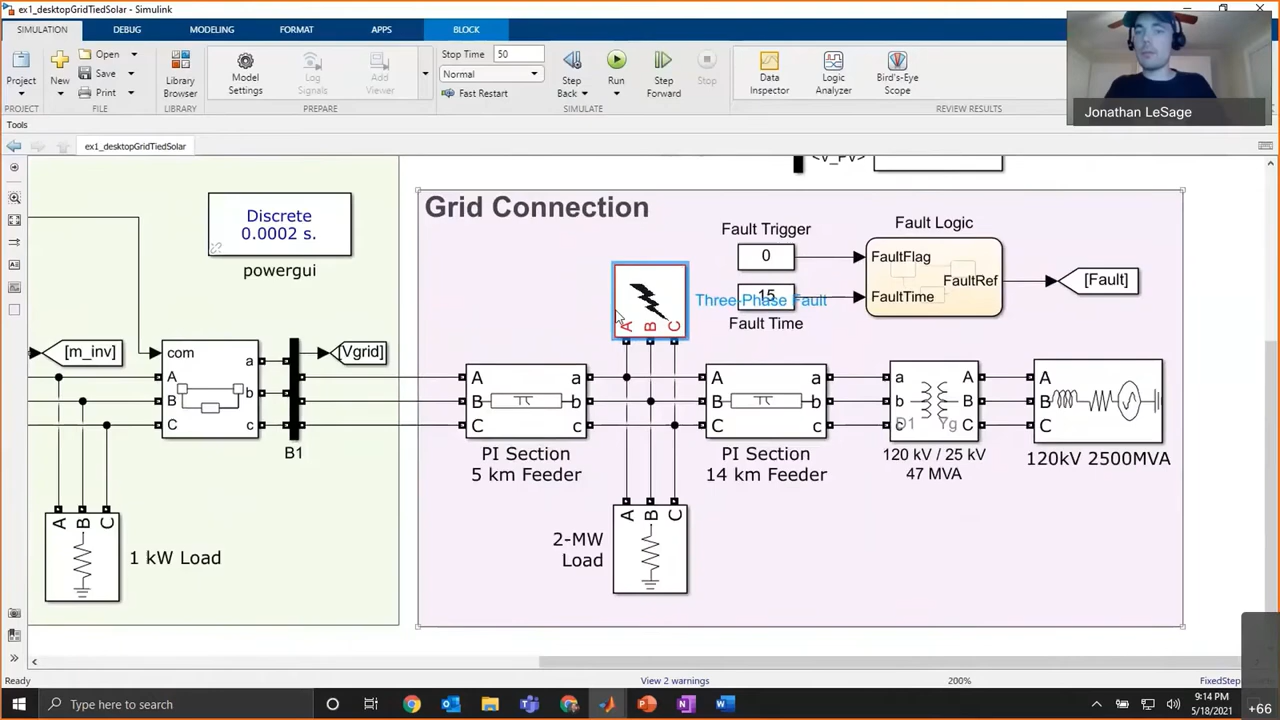 ex1_desktopGridTiedSolar - Simulink
SIMULATION
DEBUG
MODELING
FORMAT
APPS
BLOCK
Project
New
Open
Save
Print
Library
Browser
Model
Settings
Log
Signals
Add
Viewer
Stop Time 50
Normal
Fast Restart
Step
Back
Run
Step
Forward
Stop
Data
Inspector
Logic
Analyzer
Bird's-Eye
Scope
PROJECT
FILE
LIBRARY
PREPARE
SIMULATE
REVIEW RESULTS
Jonathan LeSage
Tools
ex1_desktopGridTiedSolar
<V_PV>
Discrete
0.0002 s.
powergui
Grid Connection
Fault Trigger
0
Fault Logic
FaultFlag
FaultTime
FaultRef
[Fault]
15
Three-Phase Fault
Fault Time
A B C
[m_inv]
com
A
B
C
a
b
c
[Vgrid]
B1
A
B
C
a
b
c
PI Section
5 km Feeder
A
B
C
a
b
c
PI Section
14 km Feeder
a
b
c
A
B
C
D1 Yg
120 kV / 25 kV
47 MVA
A
B
C
120kV 2500MVA
A B C
1 kW Load
A B C
2-MW
Load
Ready
View 2 warnings
200%
FixedStep
Type here to search
9:14 PM
5/18/2021
+66